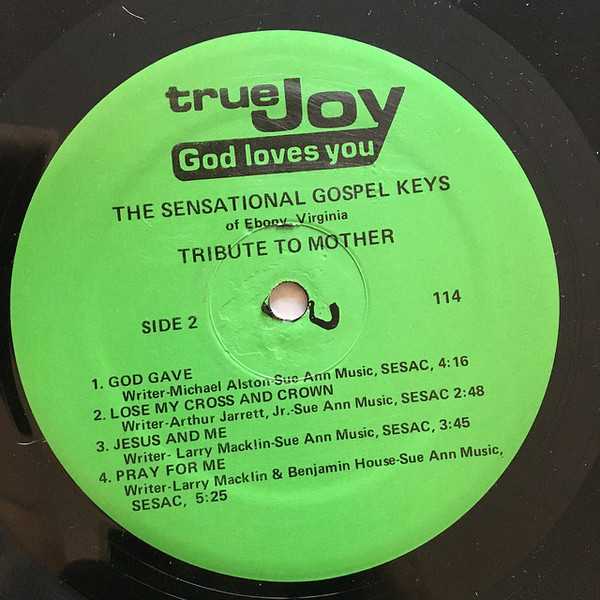 true Joy
God loves you
THE SENSATIONAL GOSPEL KEYS
of Ebony, Virginia
TRIBUTE TO MOTHER
SIDE 2
114
1. GOD GAVE
Writer-Michael Alston-Sue Ann Music, SESAC, 4:16
2. LOSE MY CROSS AND CROWN
Writer-Arthur Jarrett, Jr.-Sue Ann Music, SESAC 2:48
3. JESUS AND ME
Writer- Larry Macklin-Sue Ann Music, SESAC, 3:45
4. PRAY FOR ME
Writer-Larry Macklin & Benjamin House-Sue Ann Music,
SESAC, 5:25